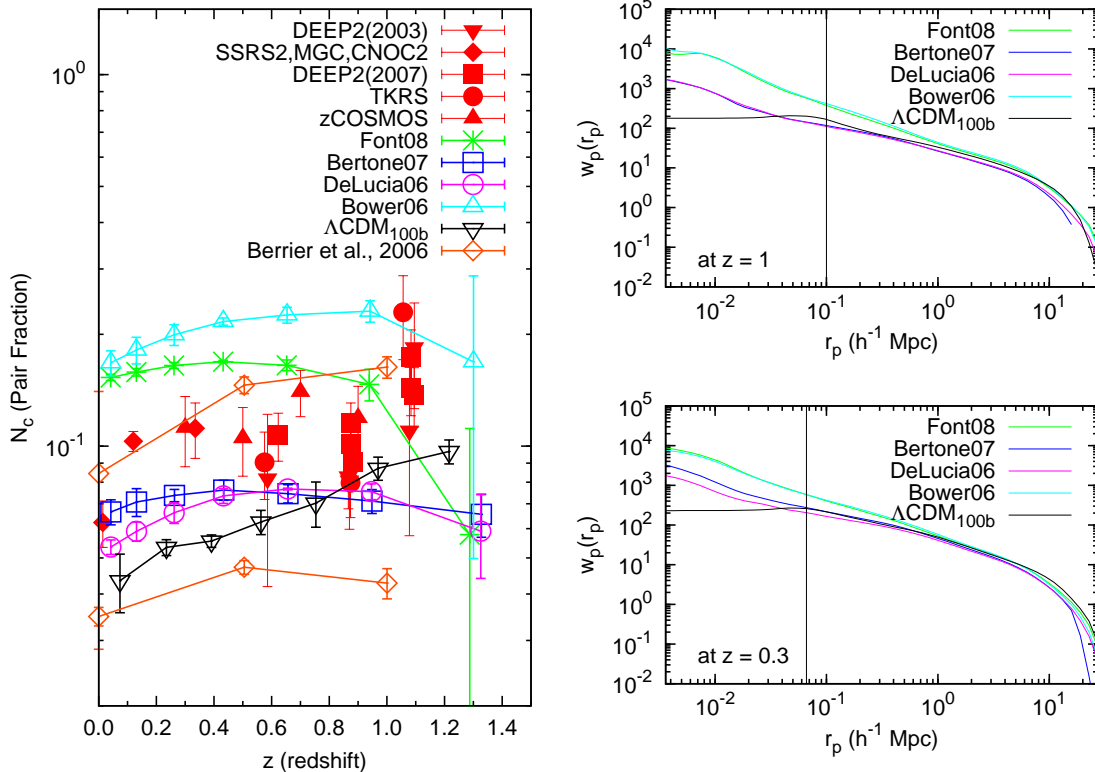 N_c (Pair Fraction)
10^0
10^-1
DEEP2(2003)
SSRS2,MGC,CNOC2
DEEP2(2007)
TKRS
zCOSMOS
Font08
Bertone07
DeLucia06
Bower06
ΛCDM_100b
Berrier et al., 2006
0.0 0.2 0.4 0.6 0.8 1.0 1.2 1.4
z (redshift)
w_p(r_p)
10^5
10^4
10^3
10^2
10^1
10^0
10^-1
10^-2
Font08
Bertone07
DeLucia06
Bower06
ΛCDM_100b
at z = 1
10^-2 10^-1 10^0 10^1
r_p (h^-1 Mpc)
w_p(r_p)
10^5
10^4
10^3
10^2
10^1
10^0
10^-1
10^-2
Font08
Bertone07
DeLucia06
Bower06
ΛCDM_100b
at z = 0.3
10^-2 10^-1 10^0 10^1
r_p (h^-1 Mpc)